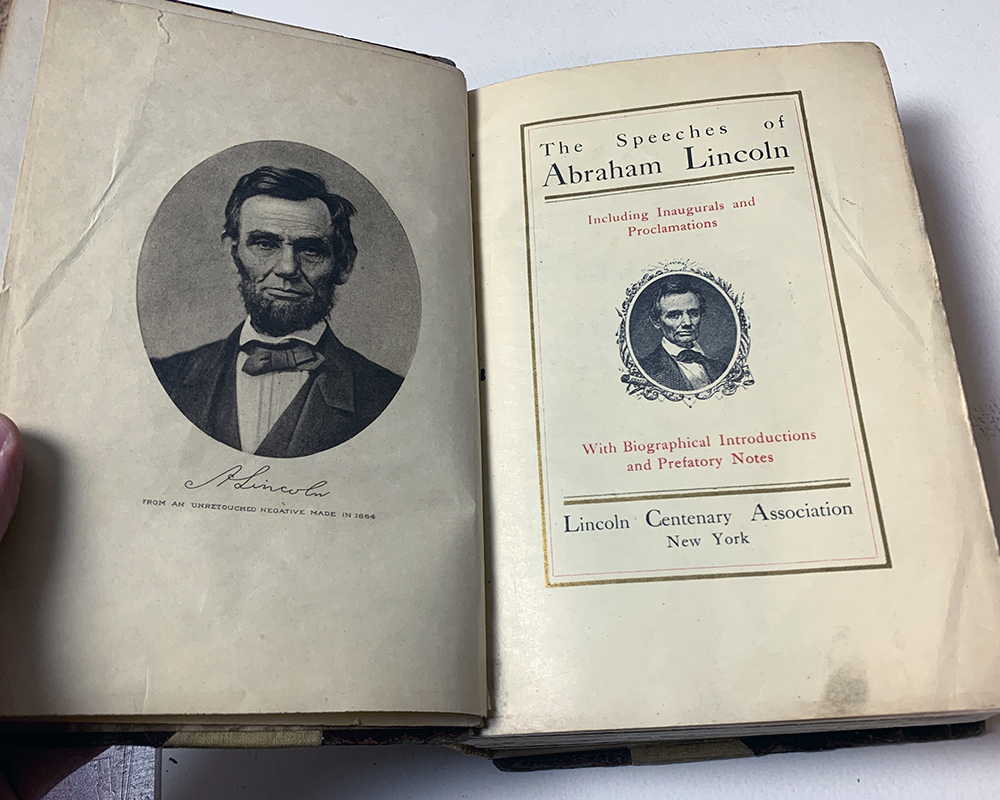 A Lincoln
FROM AN UNRETOUCHED NEGATIVE MADE IN 1864
The Speeches of
Abraham Lincoln
Including Inaugurals and
Proclamations
With Biographical Introductions
and Prefatory Notes
Lincoln Centenary Association
New York